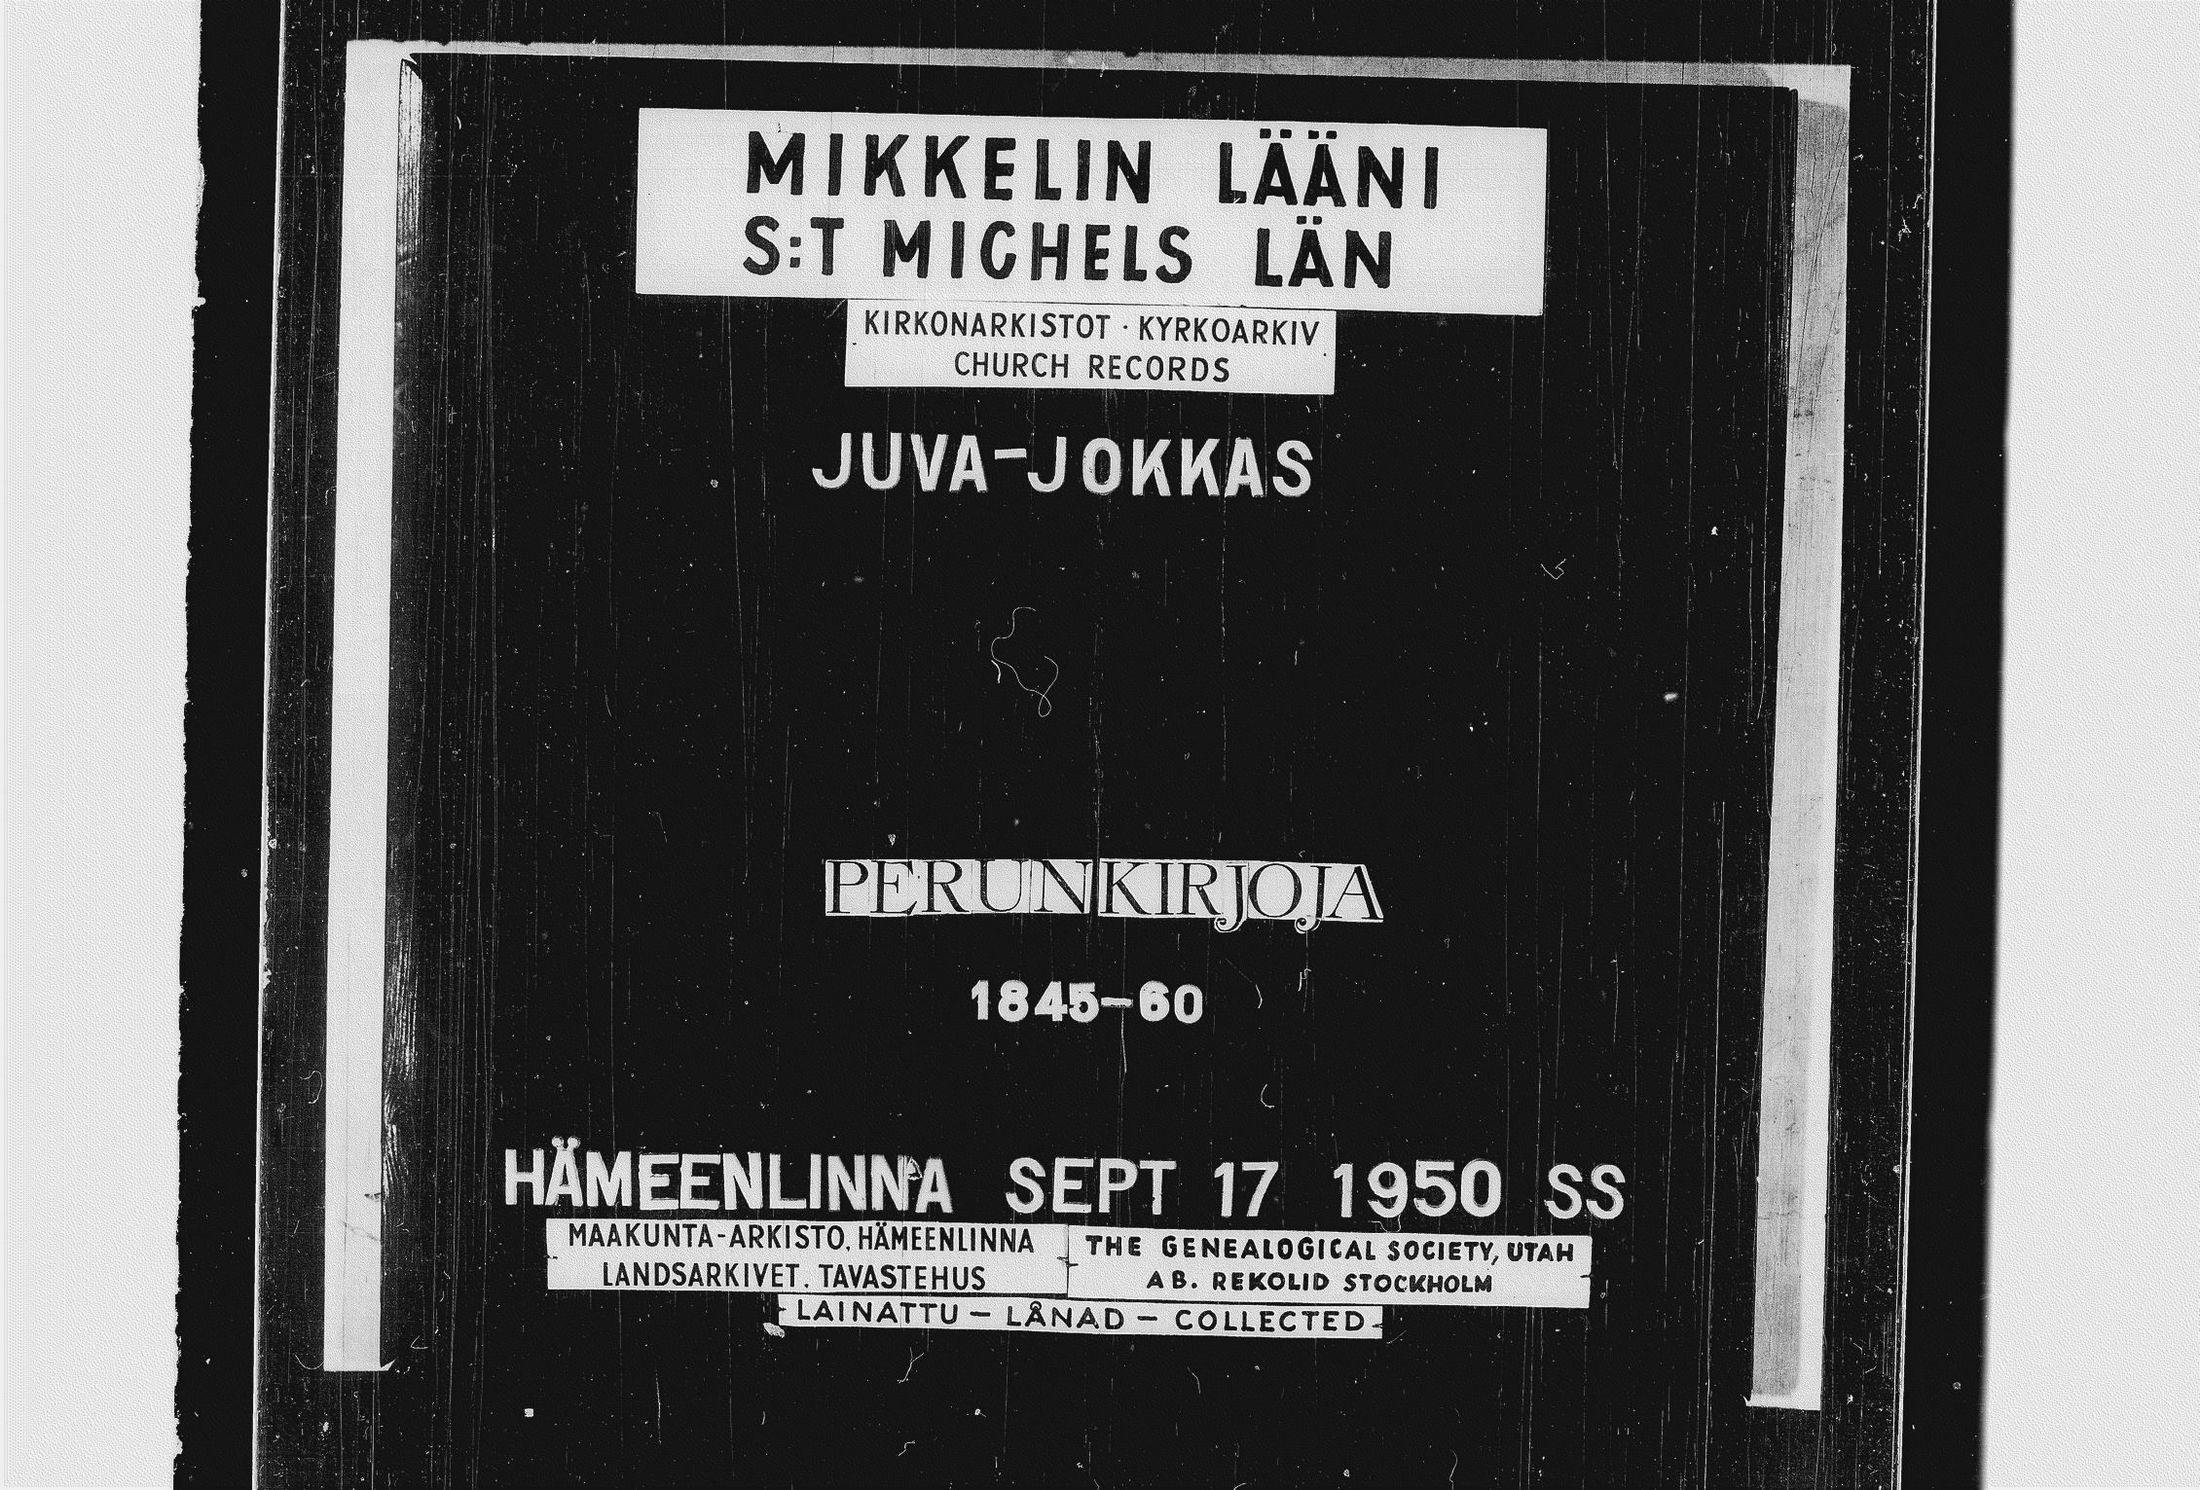 MIKKELIN LÄÄNI
S:T MICHELS LÄN
KIRKONARKISTOT · KYRKOARKIV
CHURCH RECORDS
JUVA-JOKKAS
PERUNKIRJOJA
1845-60
HÄMEENLINNA SEPT 17 1950 SS
MAAKUNTA-ARKISTO, HÄMEENLINNA
LANDSARKIVET, TAVASTEHUS
THE GENEALOGICAL SOCIETY, UTAH
AB. REKOLID STOCKHOLM
LAINATTU - LÅNAD - COLLECTED